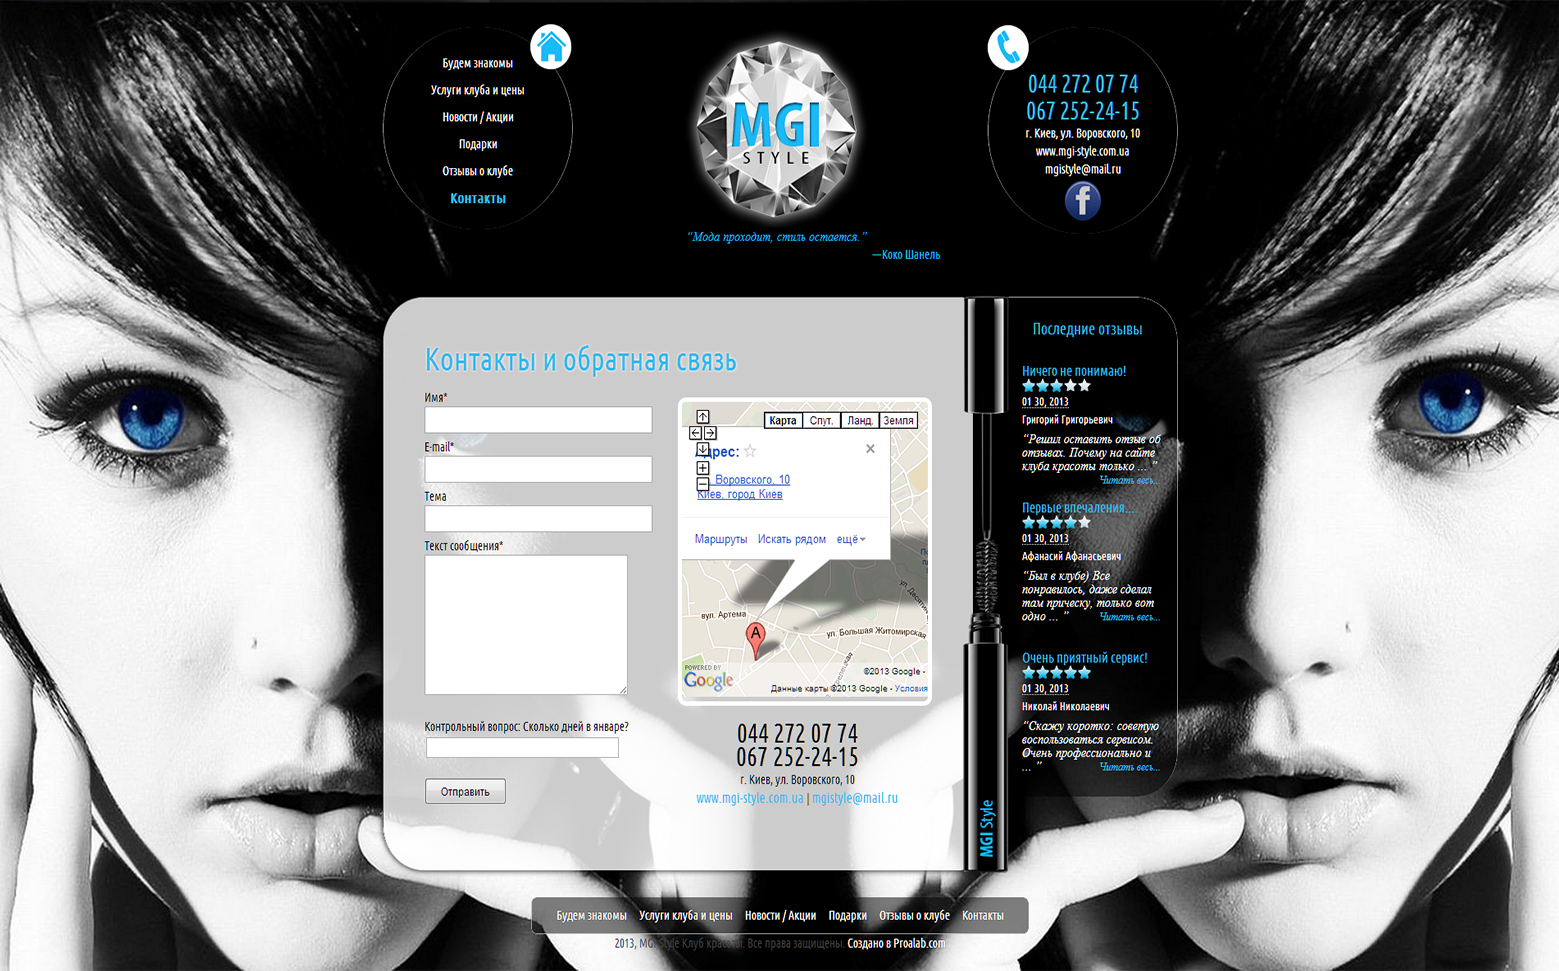 Будем знакомы
Услуги клуба и цены
Новости / Акции
Подарки
Отзывы о клубе
Контакты
MGI
STYLE
“Мода проходит, стиль остается.”
—Коко Шанель
044 272 07 74
067 252-24-15
г. Киев, ул. Воровского, 10
www.mgi-style.com.ua
mgistyle@mail.ru
f
Контакты и обратная связь
Имя*
E-mail*
Тема
Текст сообщения*
Контрольный вопрос: Сколько дней в январе?
Отправить
Карта Спут. Ланд. Земля
Адрес:
Воровского, 10
Киев, город Киев
Маршруты Искать рядом ещё
ул. Десятин
вул. Артема
A
ул. Большая Житомирская
POWERED BY
Google
©2013 Google -
Данные карты ©2013 Google - Условия
044 272 07 74
067 252-24-15
г. Киев, ул. Воровского, 10
www.mgi-style.com.ua | mgistyle@mail.ru
MGI Style
Последние отзывы
Ничего не понимаю!
01 30, 2013
Григорий Григорьевич
“Решил оставить отзыв об
отзывах. Почему на сайте
клуба красоты только ... ”
Читать весь...
Первые впечаления....
01 30, 2013
Афанасий Афанасьевич
“Был в клубе) Все
понравилось, даже сделал
там прическу, только вот
одно ... ” Читать весь...
Очень приятный сервис!
01 30, 2013
Николай Николаевич
“Скажу коротко: советую
воспользоваться сервисом.
Очень профессионально и
... ” Читать весь...
Будем знакомы Услуги клуба и цены Новости / Акции Подарки Отзывы о клубе Контакты
2013, MGI Style Клуб красоты. Все права защищены. Создано в Proalab.com